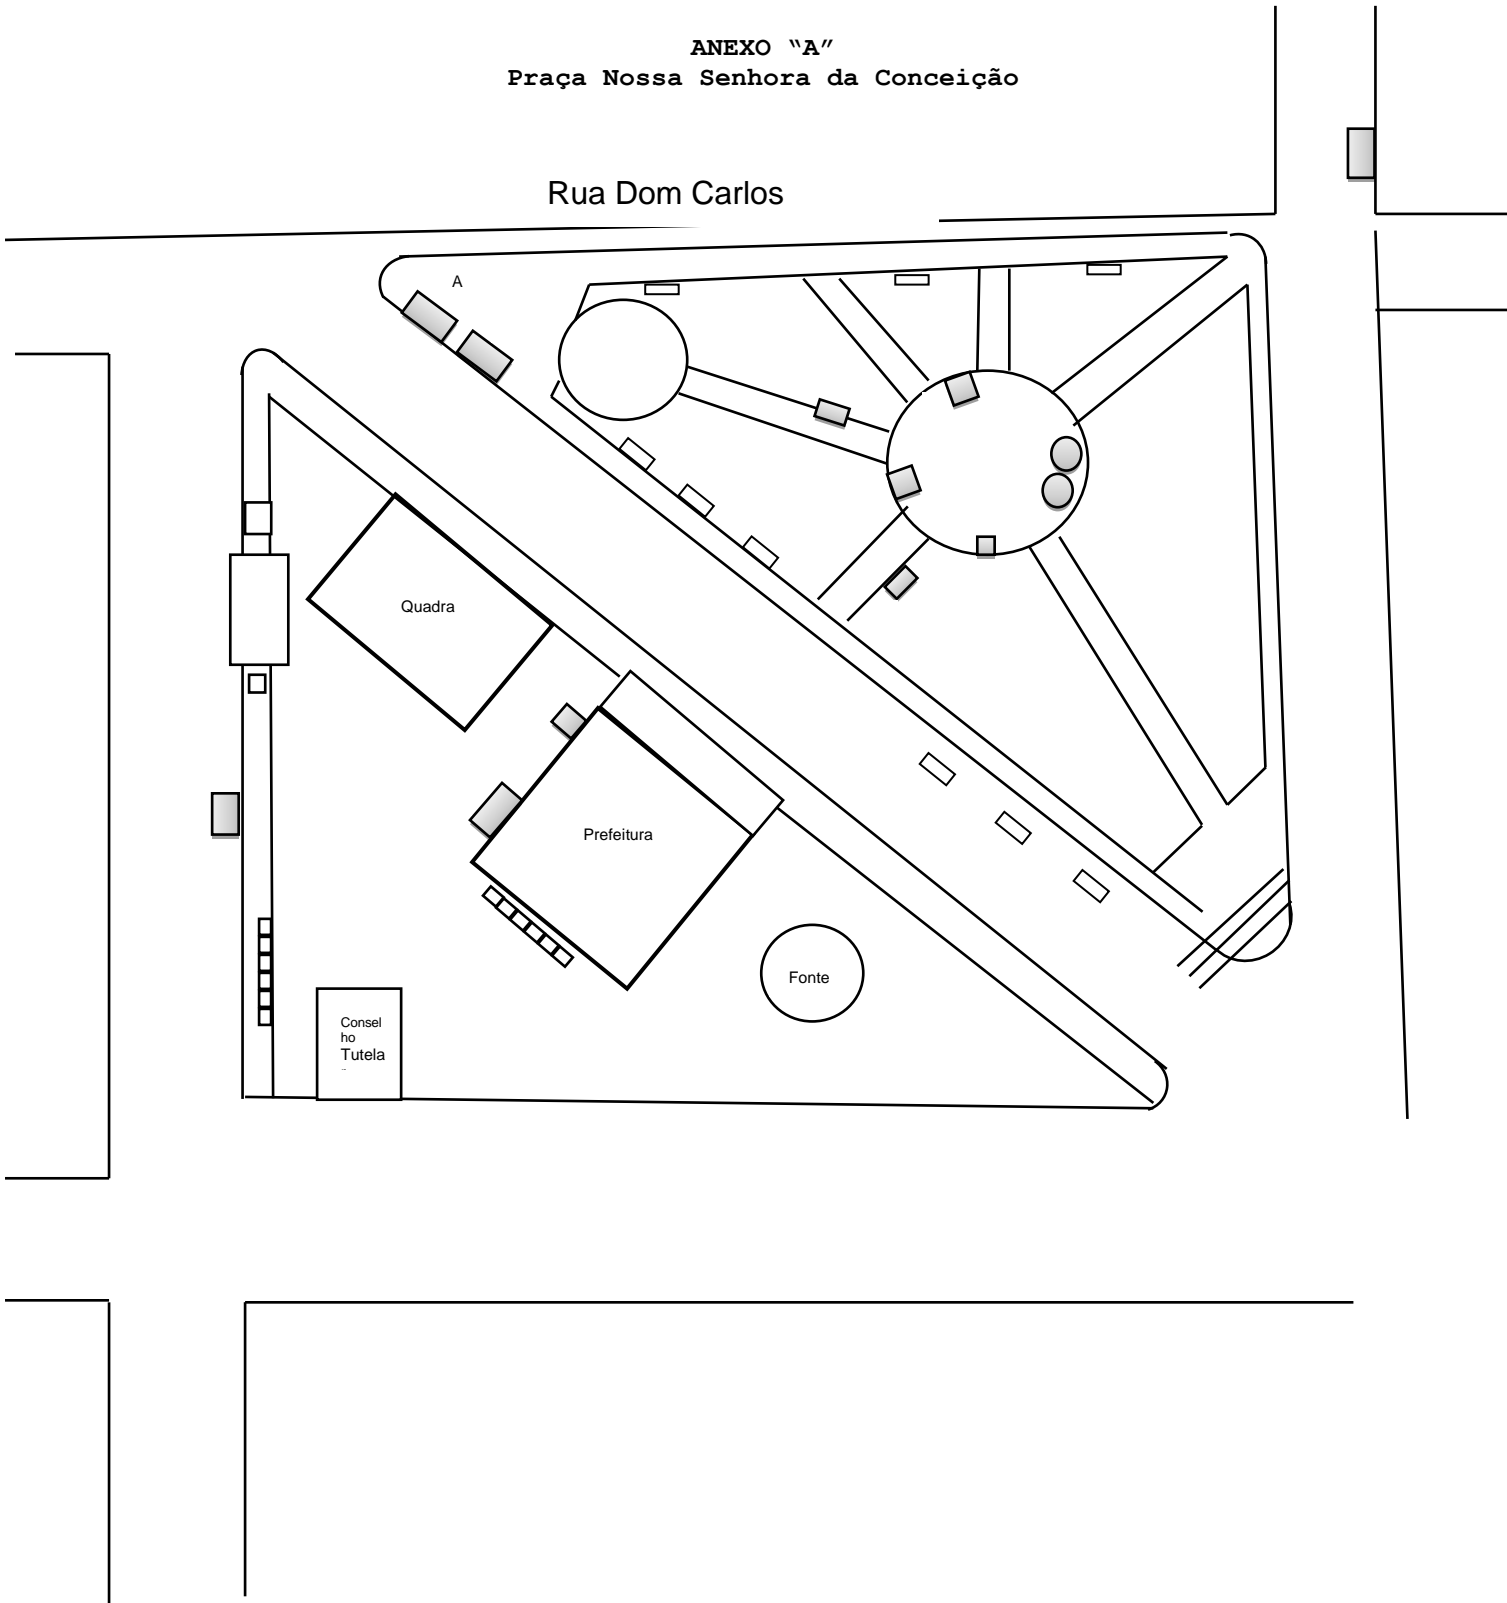 ANEXO “A”
Praça Nossa Senhora da Conceição
Rua Dom Carlos
A
Quadra
Prefeitura
Fonte
Consel
ho
Tutela